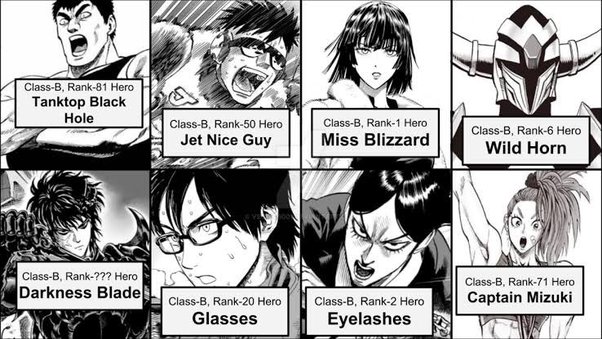 Class-B, Rank-81 Hero
Tanktop Black
Hole
Class-B, Rank-50 Hero
Jet Nice Guy
Class-B, Rank-1 Hero
Miss Blizzard
Class-B, Rank-6 Hero
Wild Horn
Class-B, Rank-??? Hero
Darkness Blade
Class-B, Rank-20 Hero
Glasses
Class-B, Rank-2 Hero
Eyelashes
Class-B, Rank-71 Hero
Captain Mizuki